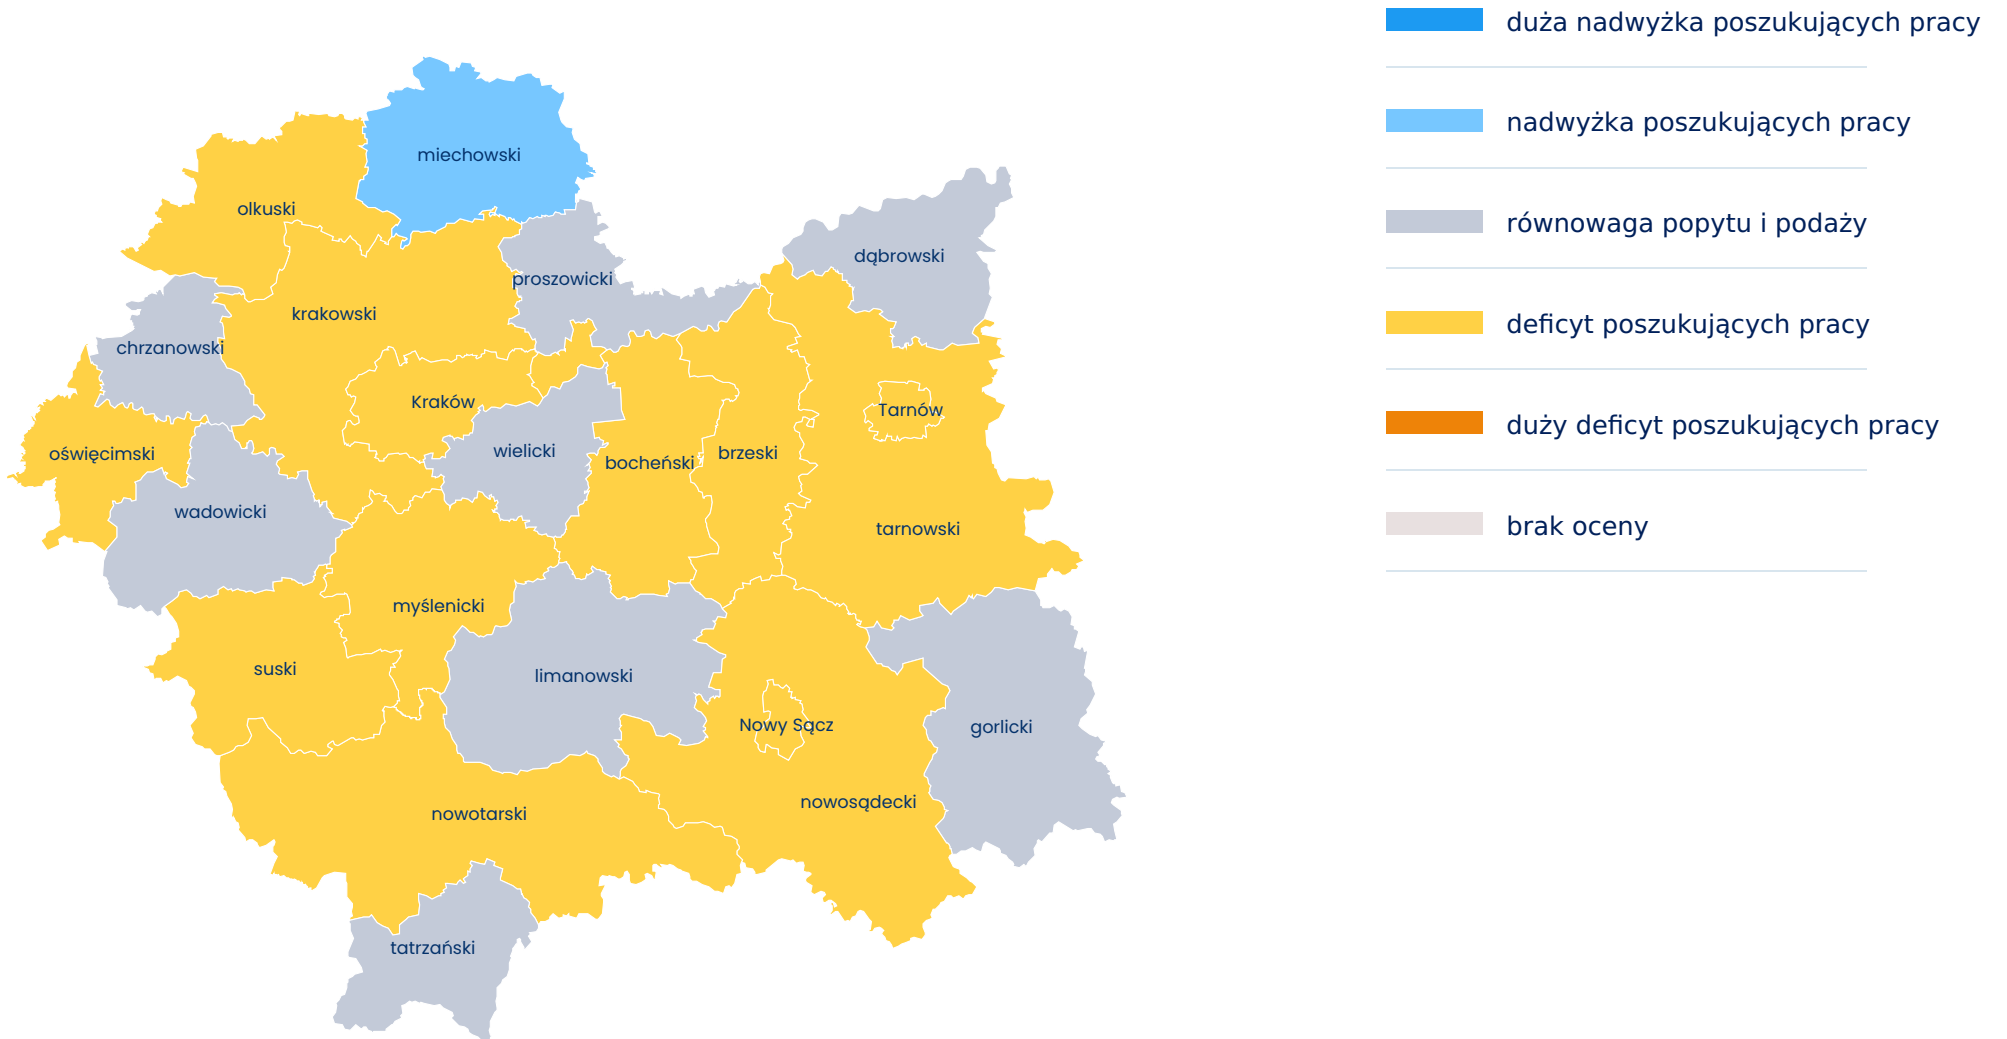 duża nadwyżka poszukujących pracy
nadwyżka poszukujących pracy
równowaga popytu i podaży
deficyt poszukujących pracy
duży deficyt poszukujących pracy
brak oceny
miechowski
olkuski
dąbrowski
proszowicki
krakowski
chrzanowski
Kraków
Tarnów
oświęcimski
wielicki
bocheński
brzeski
wadowicki
tarnowski
myślenicki
suski
limanowski
Nowy Sącz
gorlicki
nowosądecki
nowotarski
tatrzański